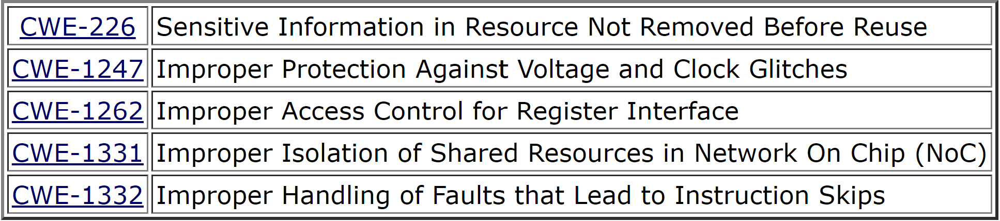 CWE-226 Sensitive Information in Resource Not Removed Before Reuse
CWE-1247 Improper Protection Against Voltage and Clock Glitches
CWE-1262 Improper Access Control for Register Interface
CWE-1331 Improper Isolation of Shared Resources in Network On Chip (NoC)
CWE-1332 Improper Handling of Faults that Lead to Instruction Skips